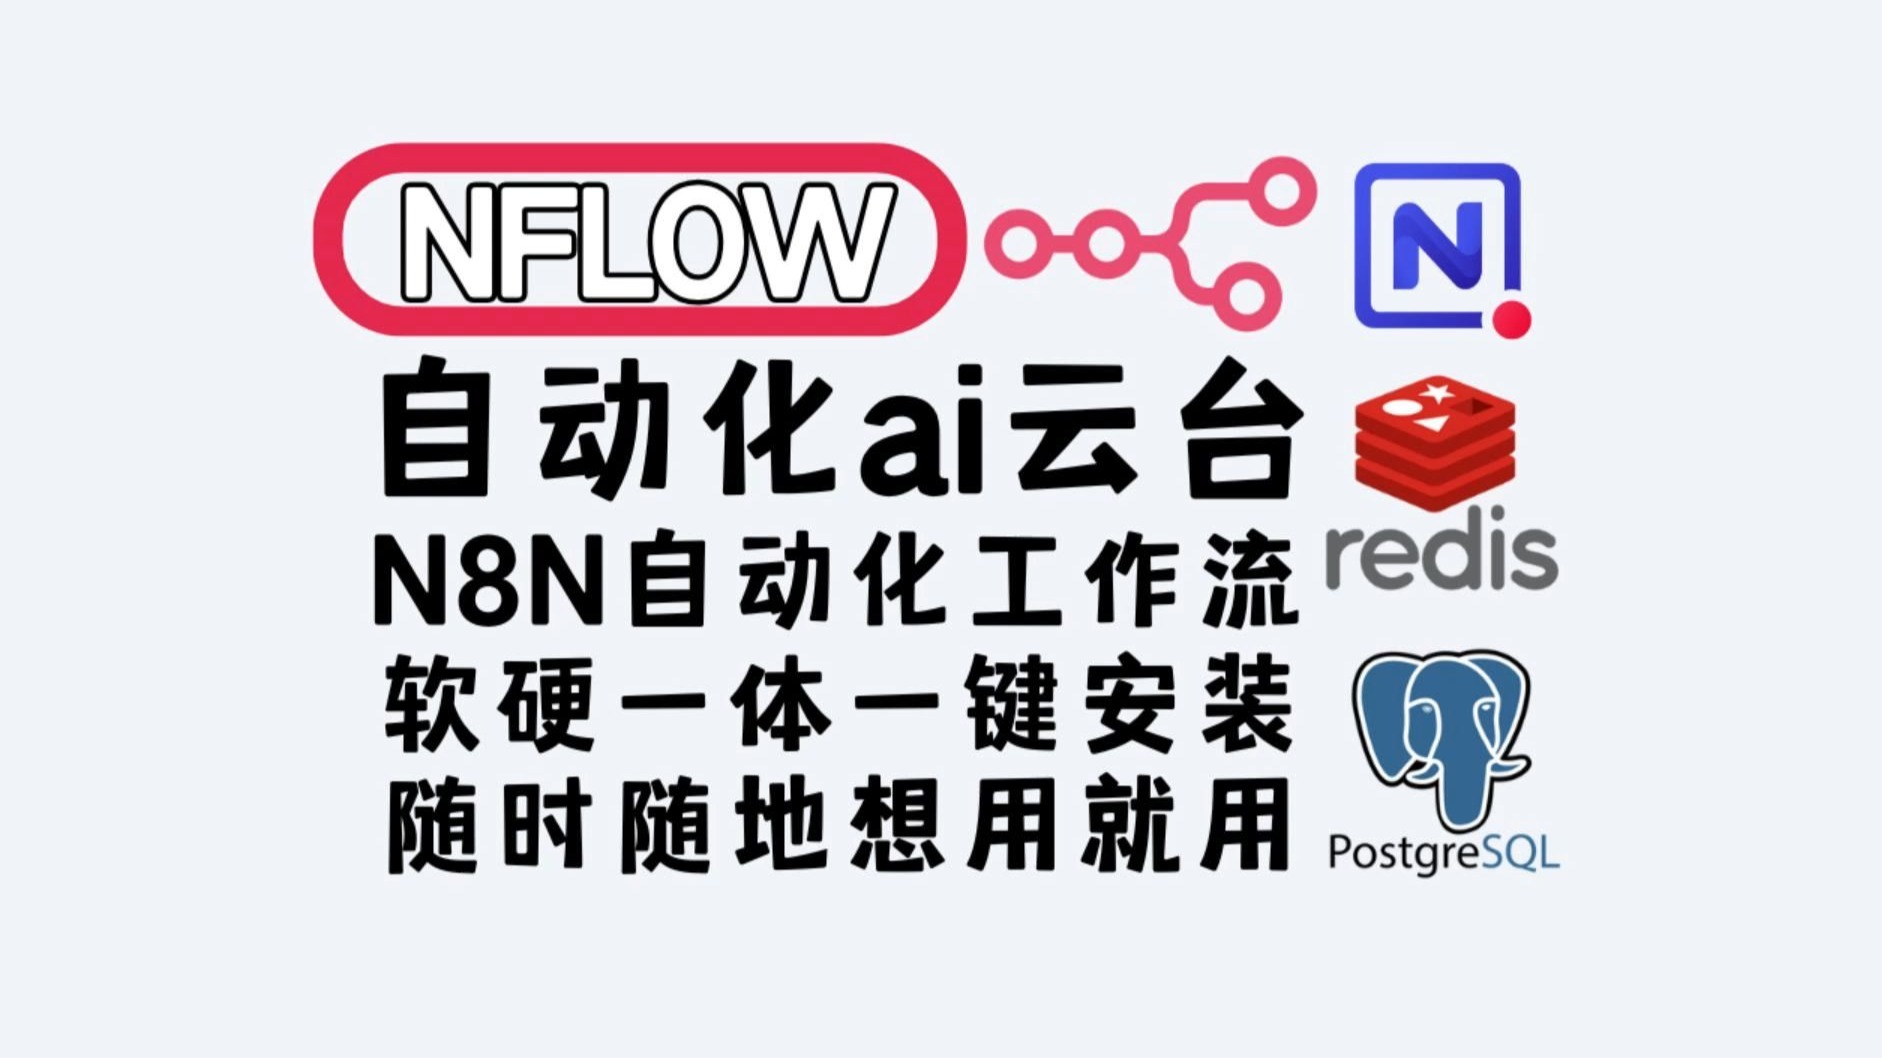 NFLOW
N
自动化ai云台
redis
N8N自动化工作流
软硬一体一键安装
随时随地想用就用
PostgreSQL